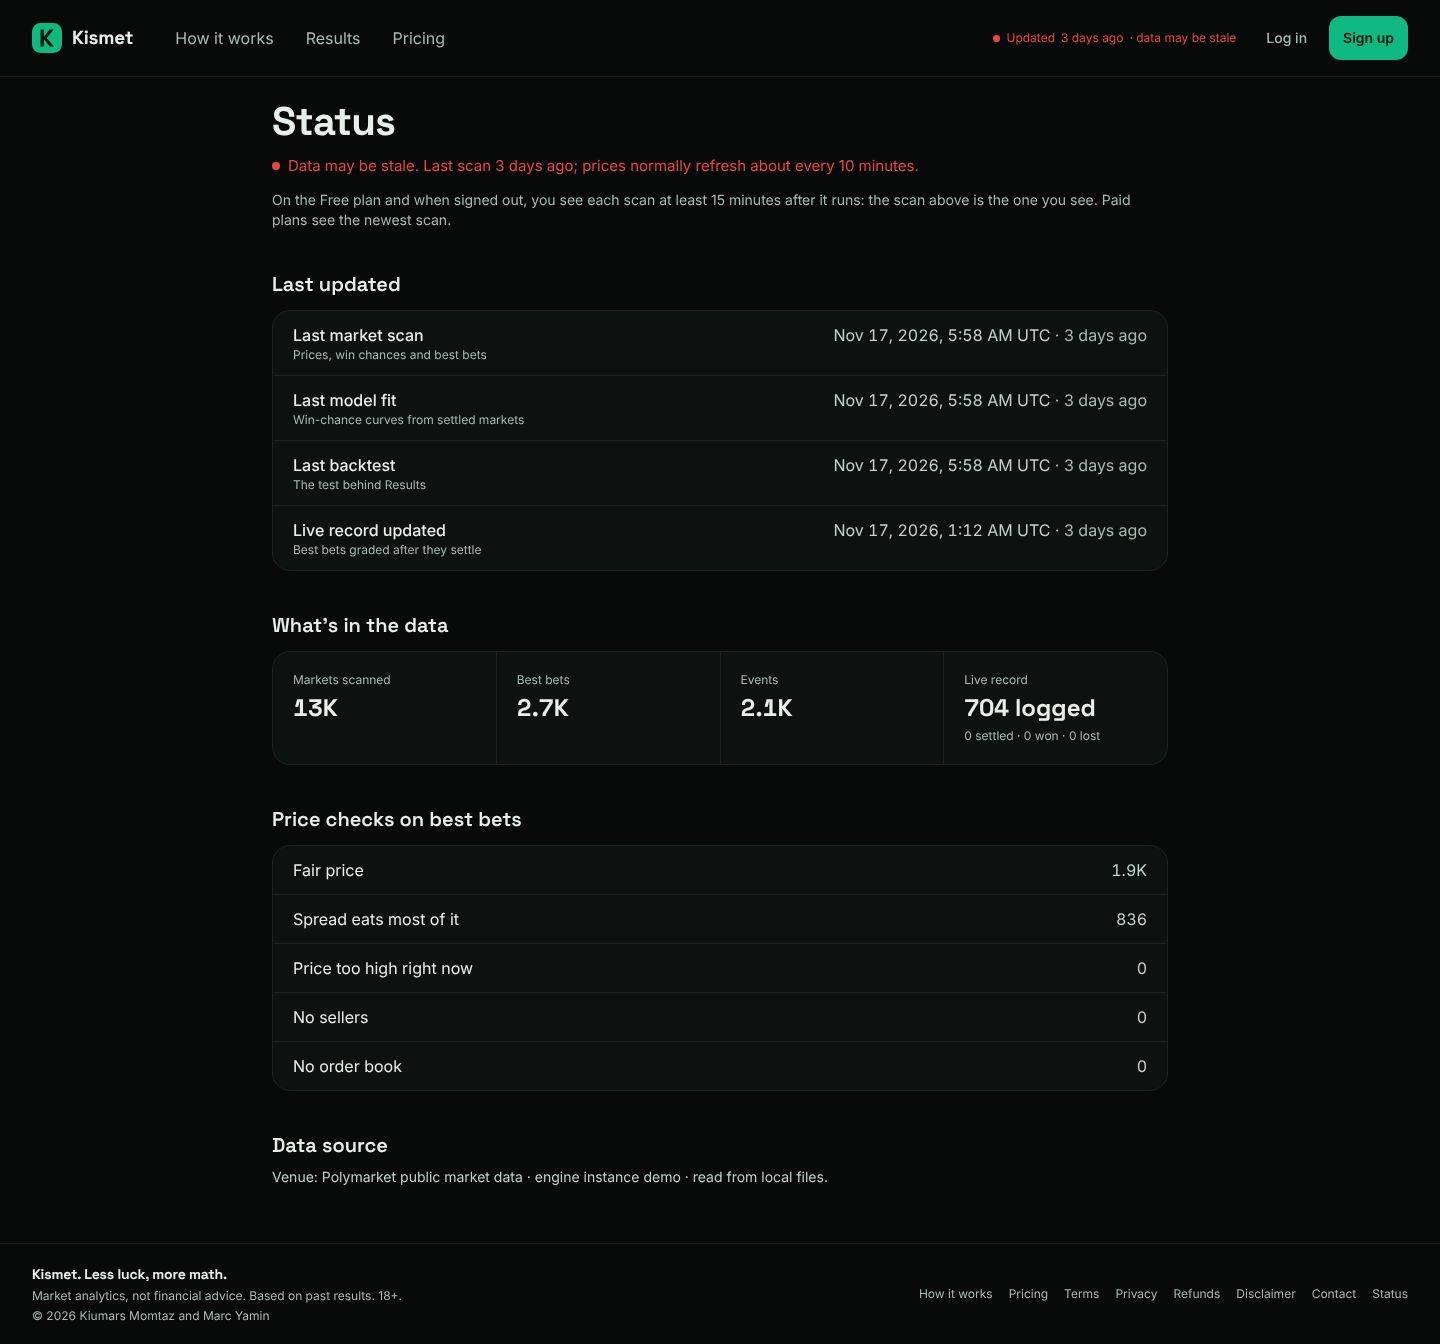 K Kismet
How it works
Results
Pricing
Updated 3 days ago · data may be stale
Log in
Sign up
Status
Data may be stale. Last scan 3 days ago; prices normally refresh about every 10 minutes.
On the Free plan and when signed out, you see each scan at least 15 minutes after it runs: the scan above is the one you see. Paid
plans see the newest scan.
Last updated
Last market scan
Nov 17, 2026, 5:58 AM UTC · 3 days ago
Prices, win chances and best bets
Last model fit
Nov 17, 2026, 5:58 AM UTC · 3 days ago
Win-chance curves from settled markets
Last backtest
Nov 17, 2026, 5:58 AM UTC · 3 days ago
The test behind Results
Live record updated
Nov 17, 2026, 1:12 AM UTC · 3 days ago
Best bets graded after they settle
What’s in the data
Markets scanned
13K
Best bets
2.7K
Events
2.1K
Live record
704 logged
0 settled · 0 won · 0 lost
Price checks on best bets
Fair price
1.9K
Spread eats most of it
836
Price too high right now
0
No sellers
0
No order book
0
Data source
Venue: Polymarket public market data · engine instance demo · read from local files.
Kismet. Less luck, more math.
Market analytics, not financial advice. Based on past results. 18+.
© 2026 Kiumars Momtaz and Marc Yamin
How it works
Pricing
Terms
Privacy
Refunds
Disclaimer
Contact
Status